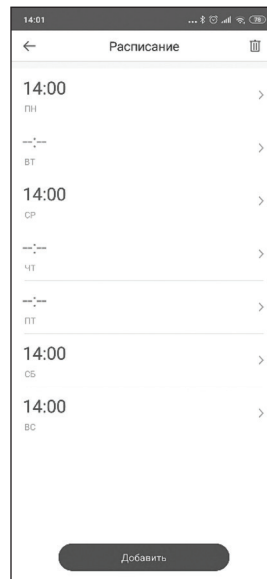 14:01 ... 78
Расписание
14:00
ПН
--:--
ВТ
14:00
СР
--:--
ЧТ
--:--
ПТ
14:00
СБ
14:00
ВС
Добавить